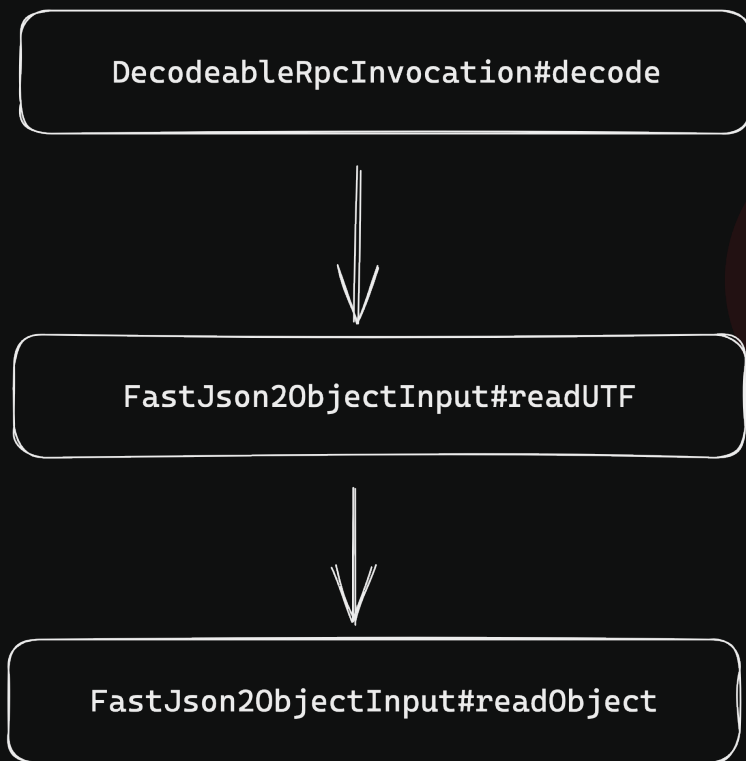 DecodeableRpcInvocation#decode
FastJson2ObjectInput#readUTF
FastJson2ObjectInput#readObject